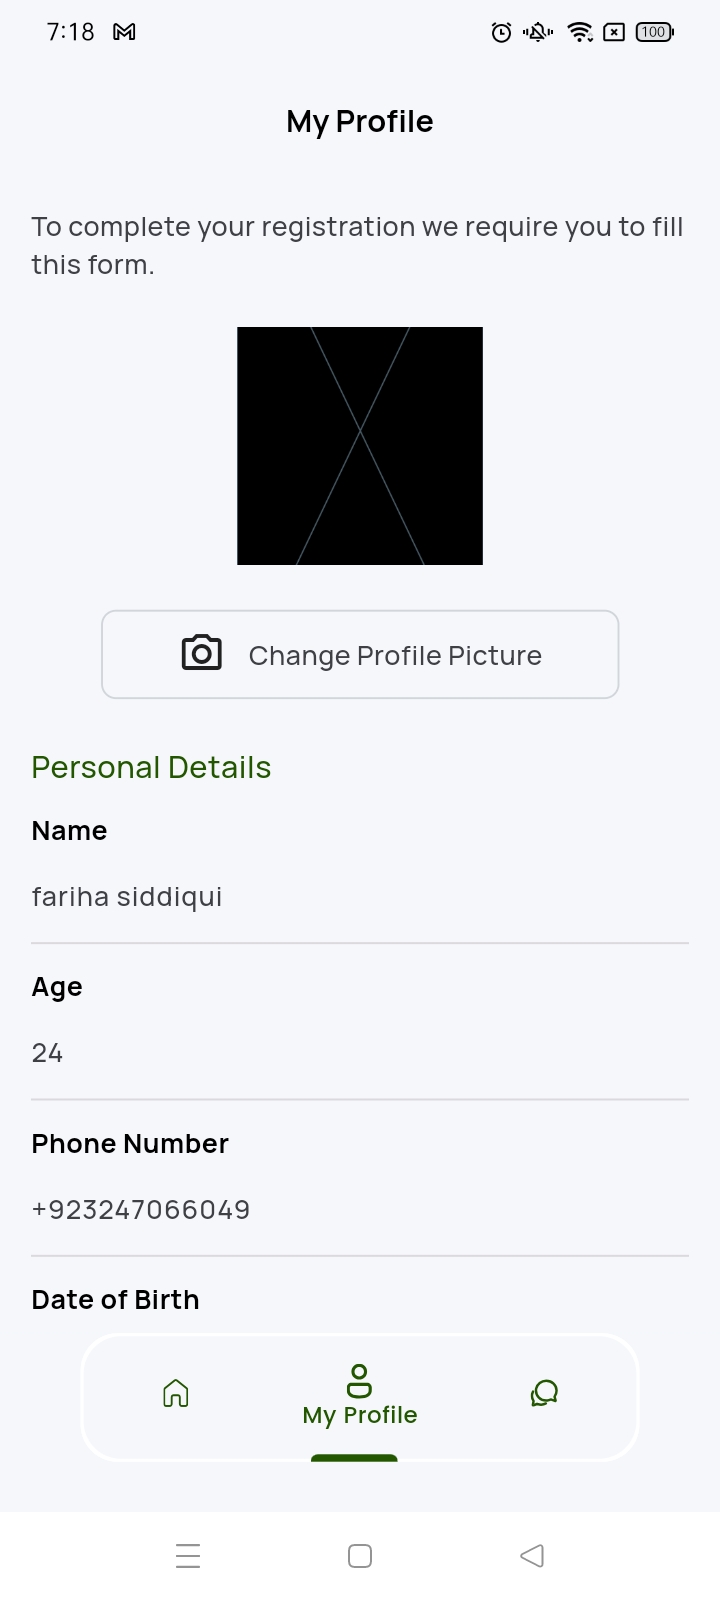 7:18
100
My Profile
To complete your registration we require you to fill
this form.
Change Profile Picture
Personal Details
Name
fariha siddiqui
Age
24
Phone Number
+923247066049
Date of Birth
My Profile